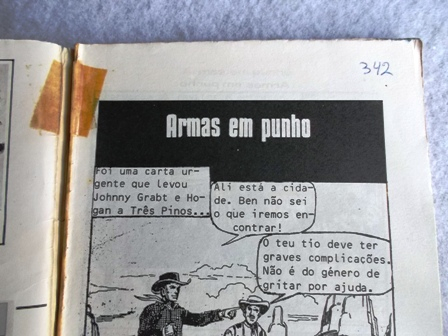 342
Armas em punho
Foi uma carta ur-
gente que levou
Johnny Grabt e Ho-
gan a Três Pinos...
Ali está a cida-
de. Ben não sei
o que iremos en-
contrar!
O teu tio deve ter
graves complicações.
Não é do género de
gritar por ajuda.